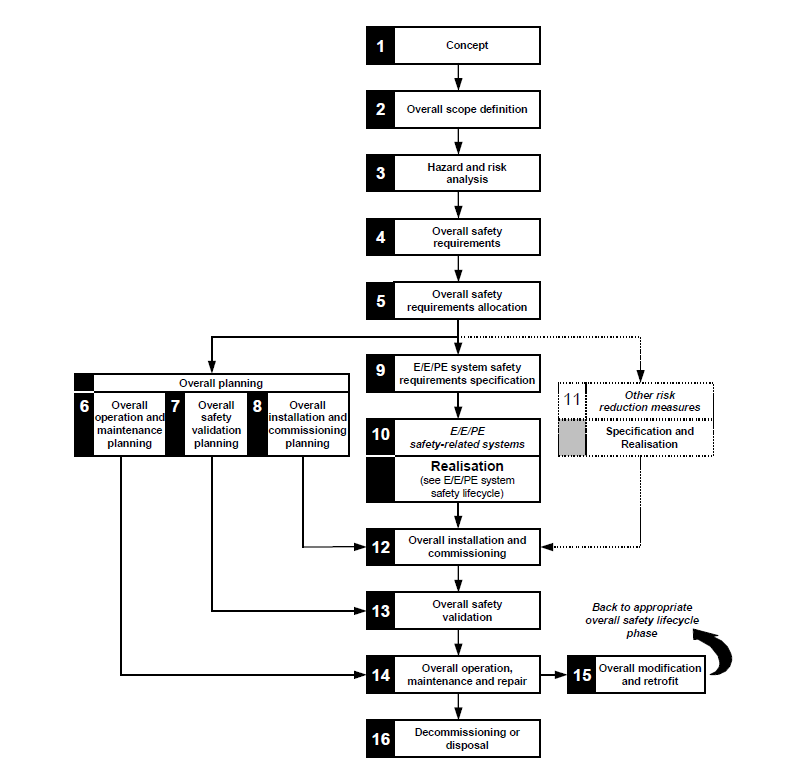 1
Concept
2
Overall scope definition
3
Hazard and risk
analysis
4
Overall safety
requirements
5
Overall safety
requirements allocation
Overall planning
6
Overall
operation and
maintenance
planning
7
Overall
safety
validation
planning
8
Overall
installation and
commissioning
planning
9
E/E/PE system safety
requirements specification
10
E/E/PE
safety-related systems
Realisation
(see E/E/PE system
safety lifecycle)
11
Other risk
reduction measures
Specification and
Realisation
12
Overall installation and
commissioning
13
Overall safety
validation
Back to appropriate
overall safety lifecycle
phase
14
Overall operation,
maintenance and repair
15
Overall modification
and retrofit
16
Decommissioning or
disposal